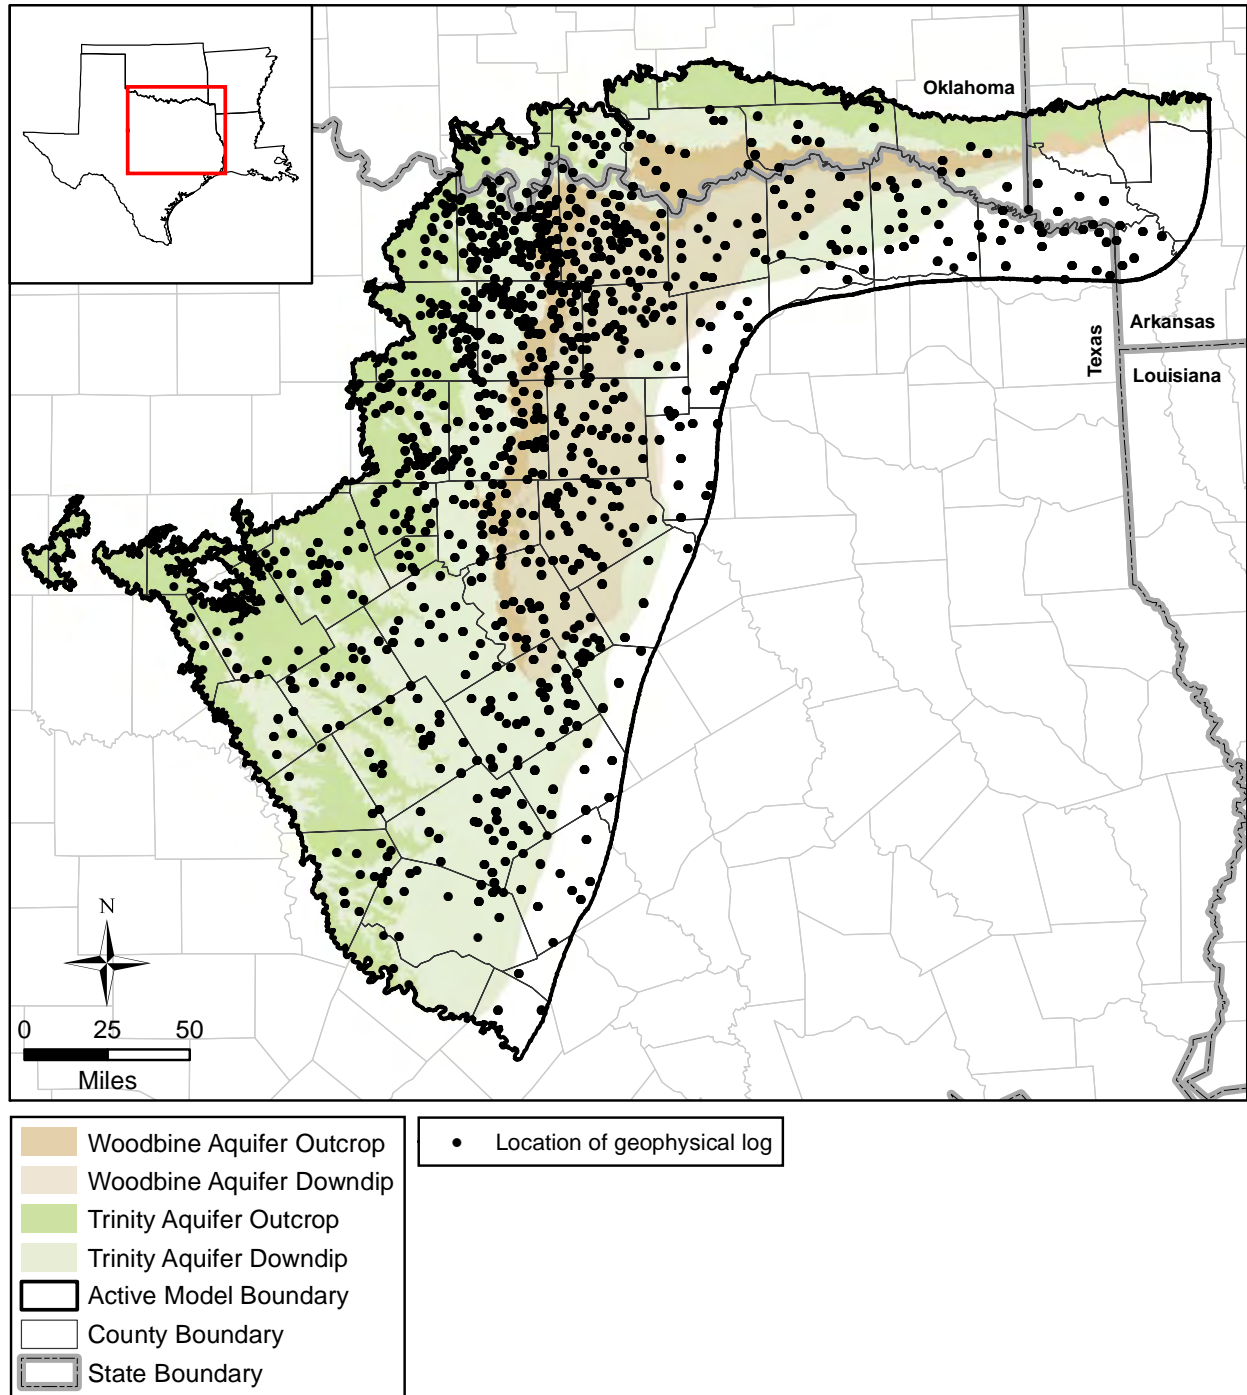 Oklahoma
Texas
Arkansas
Louisiana
N
0 25 50
Miles
Woodbine Aquifer Outcrop
Woodbine Aquifer Downdip
Trinity Aquifer Outcrop
Trinity Aquifer Downdip
Active Model Boundary
County Boundary
State Boundary
Location of geophysical log